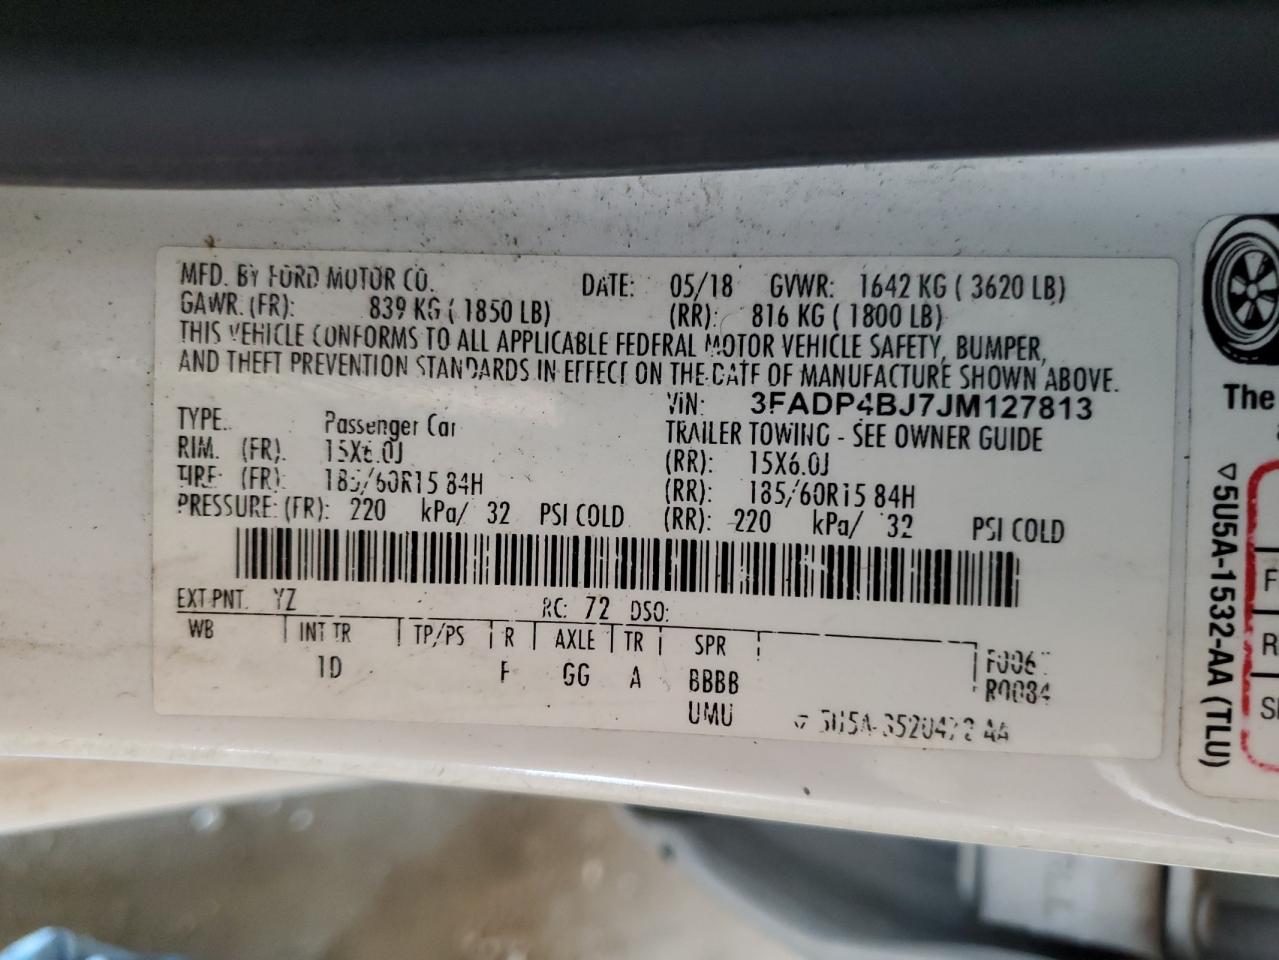 MFD. BY FORD MOTOR CO. DATE: 05/18 GVWR: 1642 KG ( 3620 LB)
GAWR. (FR): 839 KG ( 1850 LB) (RR): 816 KG ( 1800 LB)
THIS VEHICLE CONFORMS TO ALL APPLICABLE FEDERAL MOTOR VEHICLE SAFETY, BUMPER,
AND THEFT PREVENTION STANDARDS IN EFFECT ON THE DATE OF MANUFACTURE SHOWN ABOVE.
VIN: 3FADP4BJ7JM127813
TYPE. Passenger Car TRAILER TOWING - SEE OWNER GUIDE
RIM. (FR). 15X6.0J (RR): 15X6.0J
TIRE (FR): 185/60R15 84H (RR): 185/60R15 84H
PRESSURE: (FR): 220 kPa/ 32 PSI COLD (RR): 220 kPa/ 32 PSI COLD
EXT PNT. YZ RC: 72 DSO:
WB INT TR TP/PS R AXLE TR SPR
1D F GG A BBBB R0084
UMU
The
▽5U5A-1532-AA (TLU)
F
R